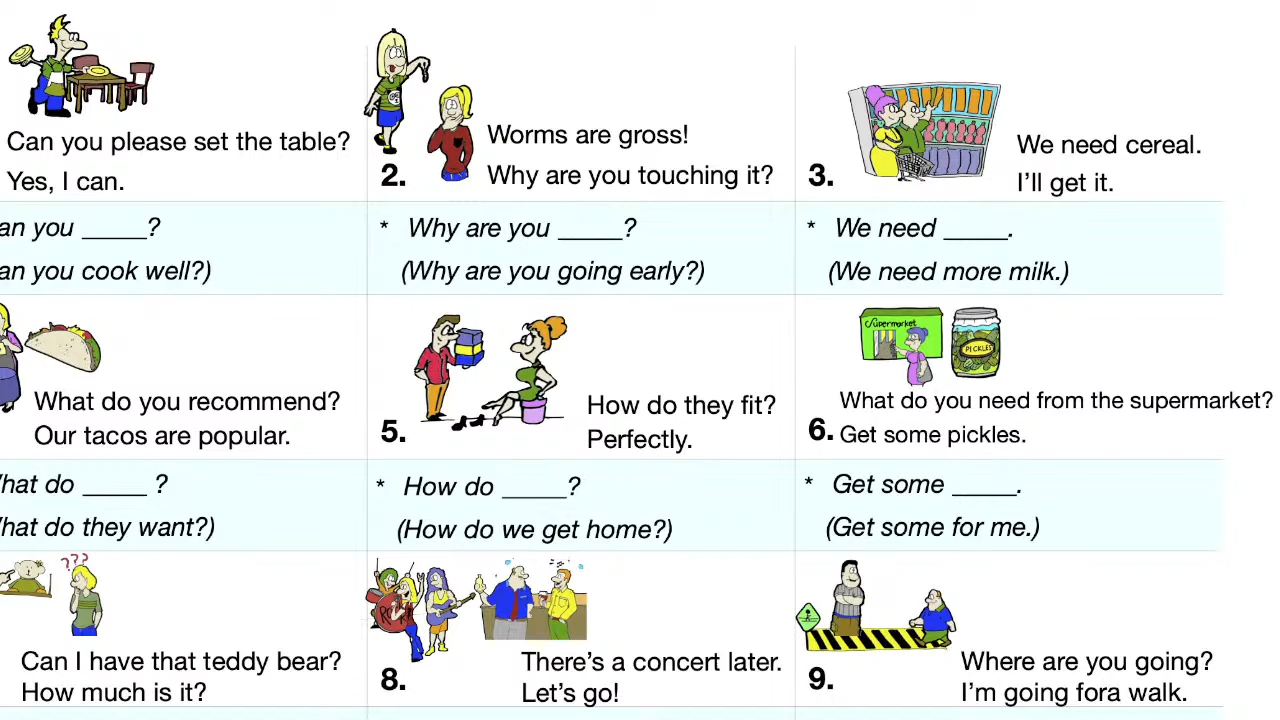 Can you please set the table?
Yes, I can.
2.
Worms are gross!
Why are you touching it?
3.
We need cereal.
I'll get it.
an you _____?
an you cook well?)
* Why are you _____?
(Why are you going early?)
* We need _____.
(We need more milk.)
What do you recommend?
Our tacos are popular.
5.
How do they fit?
Perfectly.
Supermarket
PICKLES
What do you need from the supermarket?
6. Get some pickles.
hat do _____ ?
hat do they want?)
* How do _____?
(How do we get home?)
* Get some _____.
(Get some for me.)
???
Can I have that teddy bear?
How much is it?
8.
There's a concert later.
Let's go!
9.
Where are you going?
I'm going fora walk.